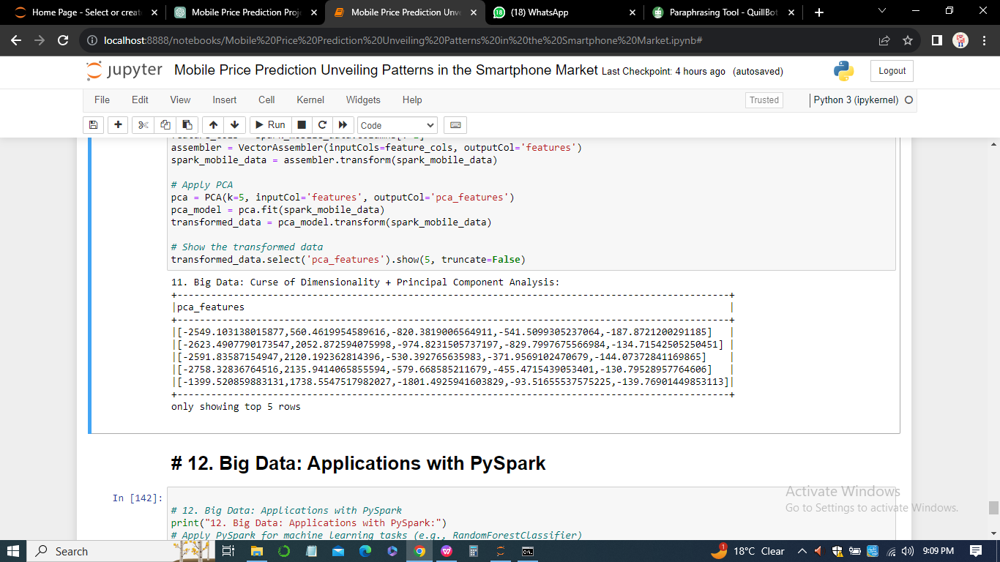 Home Page - Select or creat
Mobile Price Prediction Proje
Mobile Price Prediction Unve
(18) WhatsApp
Paraphrasing Tool - QuillBot
localhost:8888/notebooks/Mobile%20Price%20Prediction%20Unveiling%20Patterns%20in%20the%20Smartphone%20Market.ipynb#
jupyter Mobile Price Prediction Unveiling Patterns in the Smartphone Market Last Checkpoint: 4 hours ago (autosaved)
Logout
File Edit View Insert Cell Kernel Widgets Help
Trusted
Python 3 (ipykernel)
Run
Code
assembler = VectorAssembler(inputCols=feature_cols, outputCol='features')
spark_mobile_data = assembler.transform(spark_mobile_data)
# Apply PCA
pca = PCA(k=5, inputCol='features', outputCol='pca_features')
pca_model = pca.fit(spark_mobile_data)
transformed_data = pca_model.transform(spark_mobile_data)
# Show the transformed data
transformed_data.select('pca_features').show(5, truncate=False)
11. Big Data: Curse of Dimensionality + Principal Component Analysis:
|pca_features |
|[-2549.103138015877,560.4619954589616,-820.3819006564911,-541.5099305237064,-187.8721200291185] |
|[-2623.4907790173547,2052.872594075998,-974.8231505737197,-829.7997675566984,-134.71542505250451] |
|[-2591.83587154947,2120.192362814396,-530.392765635983,-371.9569102470679,-144.07372841169865] |
|[-2758.32836764516,2135.9414065855594,-579.668585211679,-455.4715439053401,-130.79528957764606] |
|[-1399.520859883131,1738.5547517982027,-1801.4925941603829,-93.51655537575225,-139.76901449853113]|
only showing top 5 rows
# 12. Big Data: Applications with PySpark
In [142]:
# 12. Big Data: Applications with PySpark
print("12. Big Data: Applications with PySpark:")
# Apply PySpark for machine learning tasks (e.g., RandomForestClassifier)
Activate Windows
Go to Settings to activate Windows.
Search
1
18°C Clear
9:09 PM